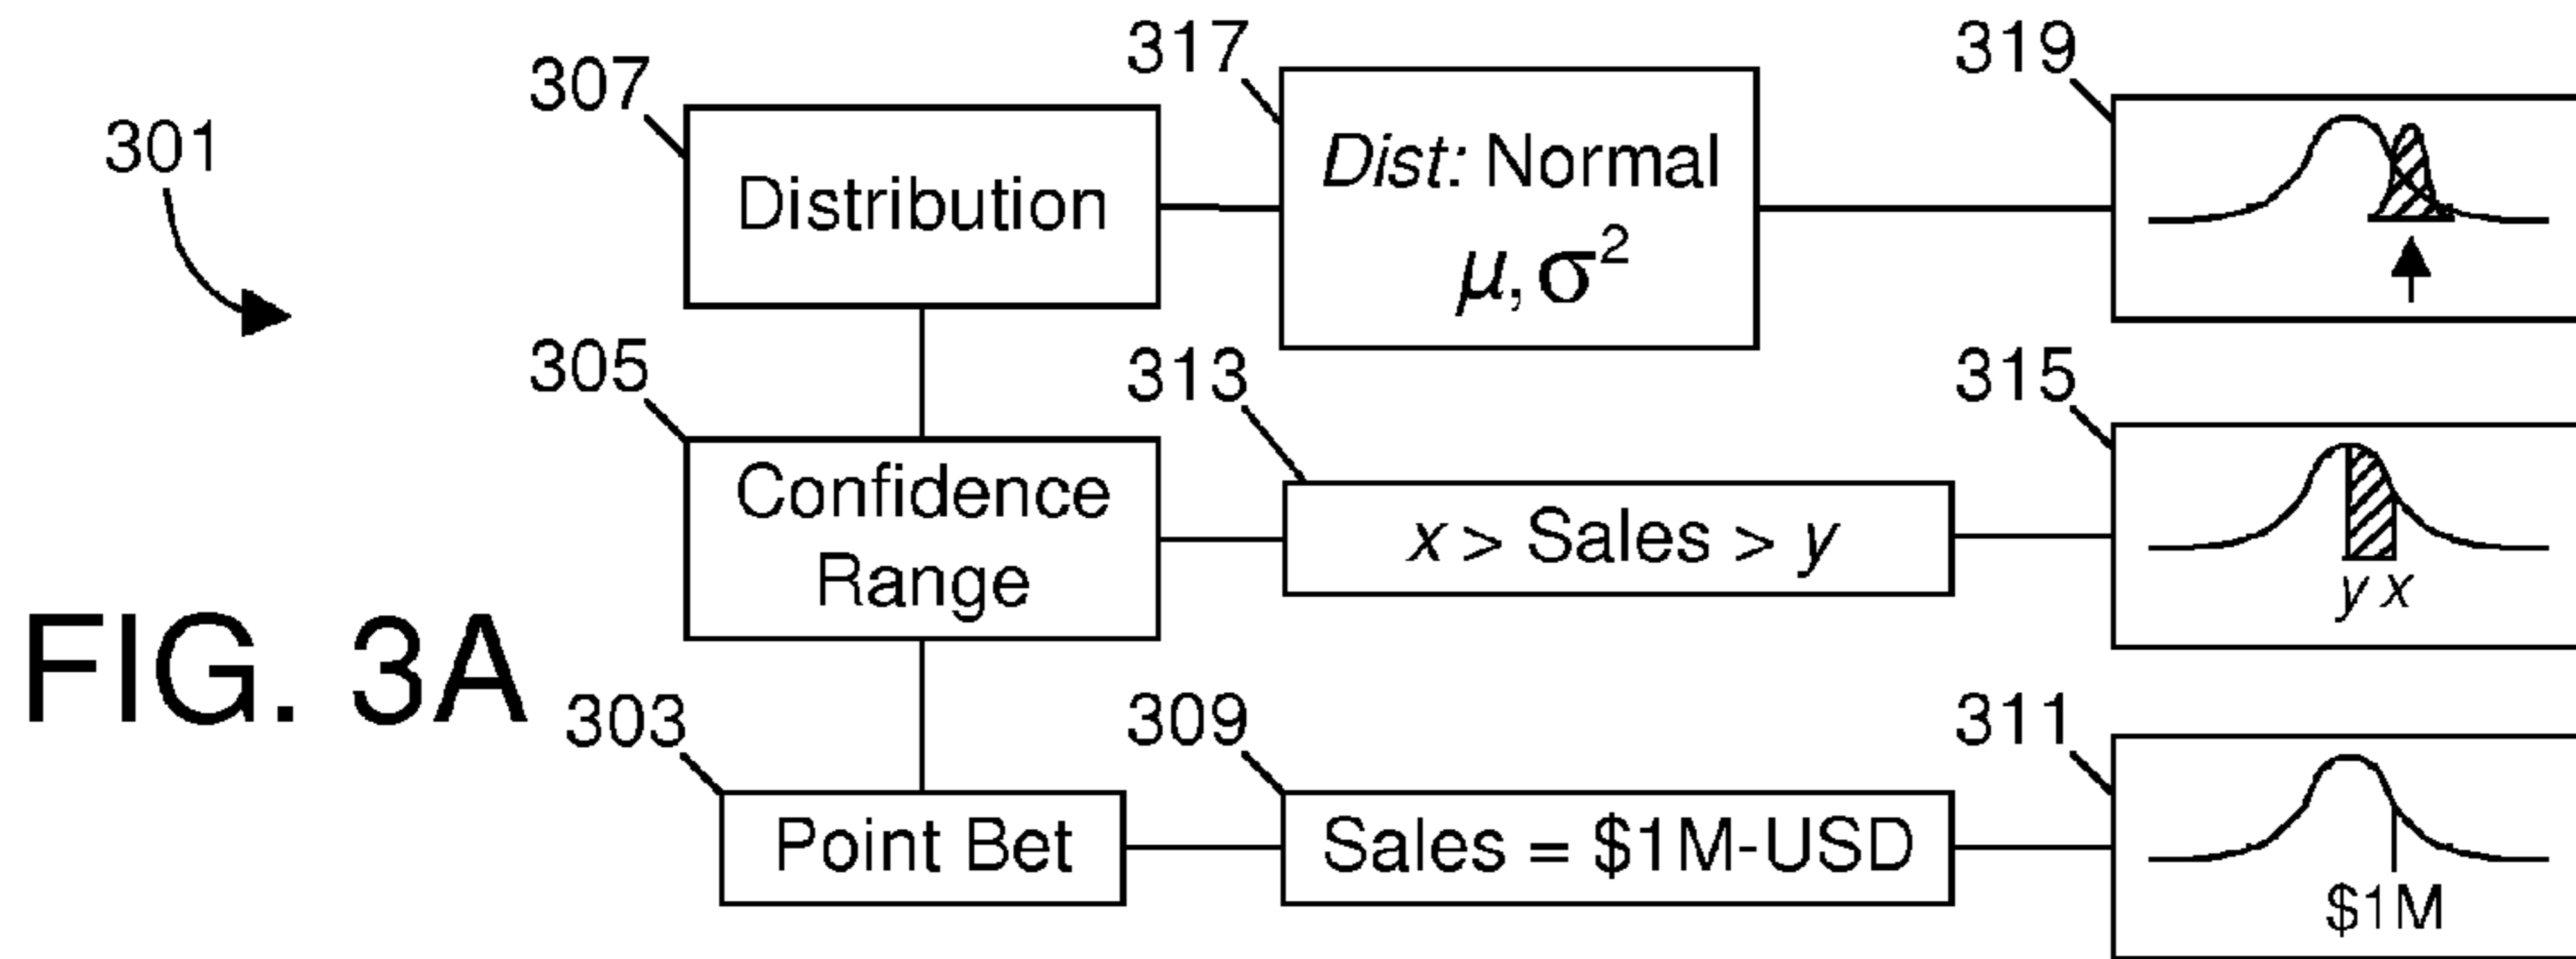 301
307
Distribution
317
Dist: Normal
μ, σ²
319
305
Confidence
Range
313
x > Sales > y
315
y x
FIG. 3A
303
Point Bet
309
Sales = $1M-USD
311
$1M